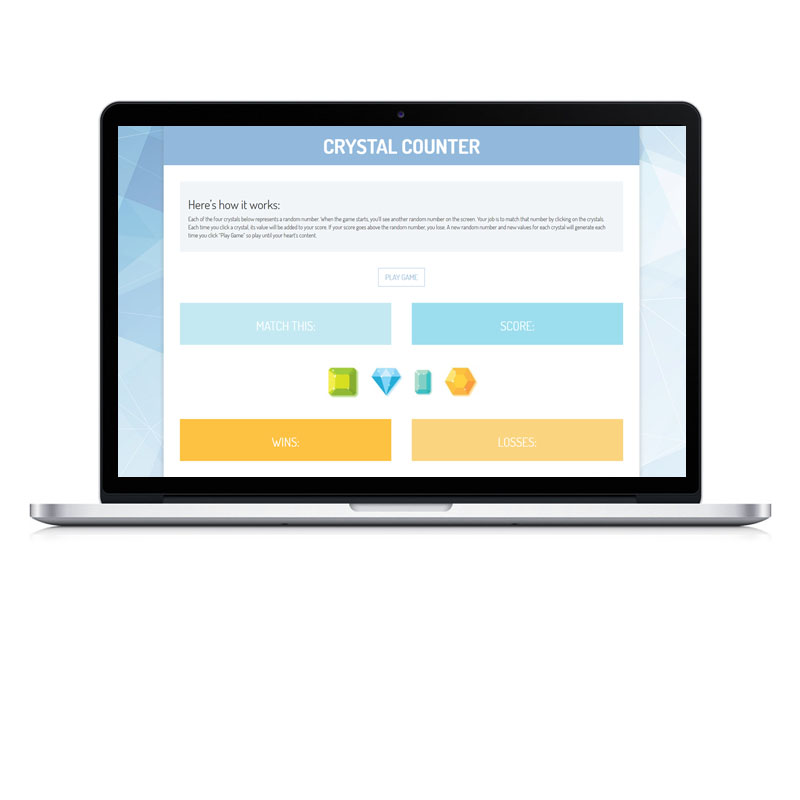 CRYSTAL COUNTER
Here's how it works:
Each of the four crystals below represents a random number. When the game starts, you'll see another random number on the screen. Your job is to match that number by clicking on the crystals.
Each time you click a crystal, its value will be added to your score. If your score goes above the random number, you lose. A new random number and new values for each crystal will generate each
time you click "Play Game" so play until your heart's content.
PLAY GAME
MATCH THIS:
SCORE:
WINS:
LOSSES: